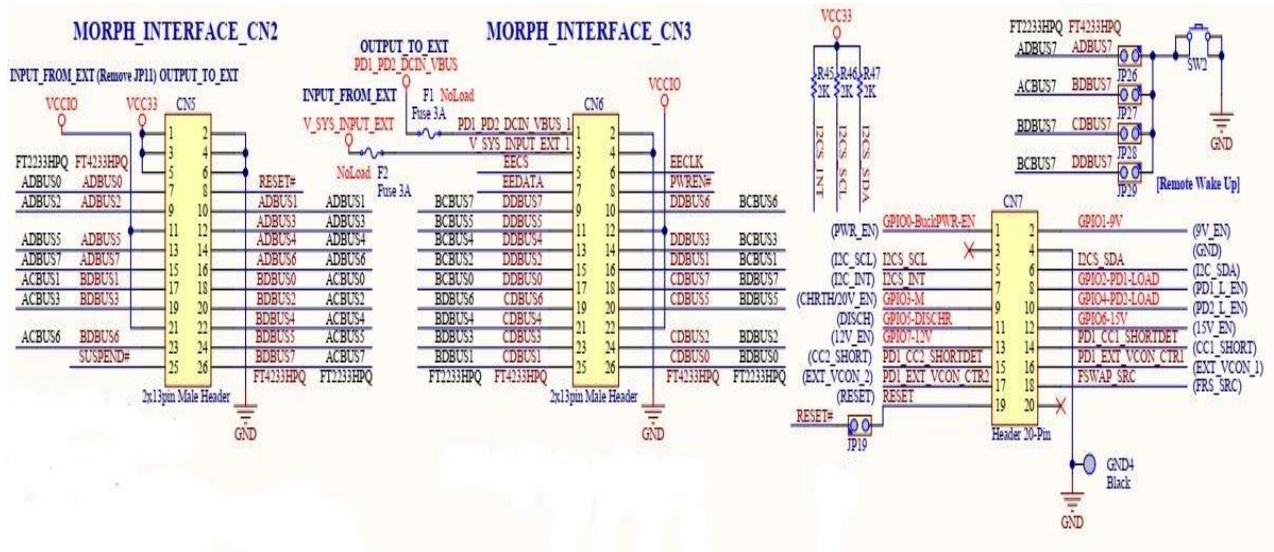 MORPH_INTERFACE_CN2
INPUT_FROM_EXT (Remove JP11) OUTPUT_TO_EXT
VCCIO VCC33 CN5
1 2
3 4
FT2233HPQ FT4233HPQ 5 6
ADBUS0 ADBUS0 7 8 RESET#
ADBUS2 ADBUS2 9 10 ADBUS1 ADBUS1
11 12 ADBUS3 ADBUS3
ADBUS5 ADBUS5 13 14 ADBUS4 ADBUS4
ADBUS7 ADBUS7 15 16 ADBUS6 ADBUS6
ACBUS1 BDBUS1 17 18 BDBUS0 ACBUS0
ACBUS3 BDBUS3 19 20 BDBUS2 ACBUS2
21 22 BDBUS4 ACBUS4
ACBUS6 BDBUS6 23 24 BDBUS5 ACBUS5
SUSPEND# 25 26 BDBUS7 ACBUS7
FT4233HPQ FT2233HPQ
2x13pin Male Header
GND
MORPH_INTERFACE_CN3
OUTPUT_TO_EXT
PD1_PD2_DCIN_VBUS
INPUT_FROM_EXT F1 NoLoad
Fuse 3A
V_SYS_INPUT_EXT
NoLoad F2
Fuse 3A
CN6 VCCIO
PD1_PD2_DCIN_VBUS_1 1 2
V_SYS_INPUT_EXT_1 3 4
EECS 5 6 EECLK
EEDATA 7 8 PWREN#
BCBUS7 DDBUS7 9 10 DDBUS6 BCBUS6
BCBUS5 DDBUS5 11 12
BCBUS4 DDBUS4 13 14 DDBUS3 BCBUS3
BCBUS2 DDBUS2 15 16 DDBUS1 BCBUS1
BCBUS0 DDBUS0 17 18 CDBUS7 BDBUS7
BDBUS6 CDBUS6 19 20 CDBUS5 BDBUS5
BDBUS4 CDBUS4 21 22
BDBUS3 CDBUS3 23 24 CDBUS2 BDBUS2
BDBUS1 CDBUS1 25 26 CDBUS0 BDBUS0
FT2233HPQ FT4233HPQ FT4233HPQ FT2233HPQ
2x13pin Male Header
GND
VCC33
R45 R46 R47
2K 2K 2K
I2CS_INT
I2CS_SCL
I2CS_SDA
FT2233HPQ FT4233HPQ
ADBUS7 ADBUS7 JP26
ACBUS7 BDBUS7 JP27
BDBUS7 CDBUS7 JP28
BCBUS7 DDBUS7 JP29
SW2
GND
[Remote Wake Up]
CN7
(PWR_EN) GPIO0-BuckPWR-EN 1 2 GPIO1-9V (9V_EN)
3 4 (GND)
(I2C_SCL) I2CS_SCL 5 6 I2CS_SDA (I2C_SDA)
(I2C_INT) I2CS_INT 7 8 GPIO2-PD1-LOAD (PD1_L_EN)
(CHRTH/20V_EN) GPIO3-M 9 10 GPIO4-PD2-LOAD (PD2_L_EN)
(DISCH) GPIO5-DISCHR 11 12 GPIO6-15V (15V_EN)
(12V_EN) GPIO7-12V 13 14 PD1_CC1_SHORTDET (CC1_SHORT)
(CC2_SHORT) PD1_CC2_SHORTDET 15 16 PD1_EXT_VCON_CTR1 (EXT_VCON_1)
(EXT_VCON_2) PD1_EXT_VCON_CTR2 17 18 FSWAP_SRC (FRS_SRC)
(RESET) RESET 19 20
RESET# JP19
Header 20-Pin
GND4
Black
GND